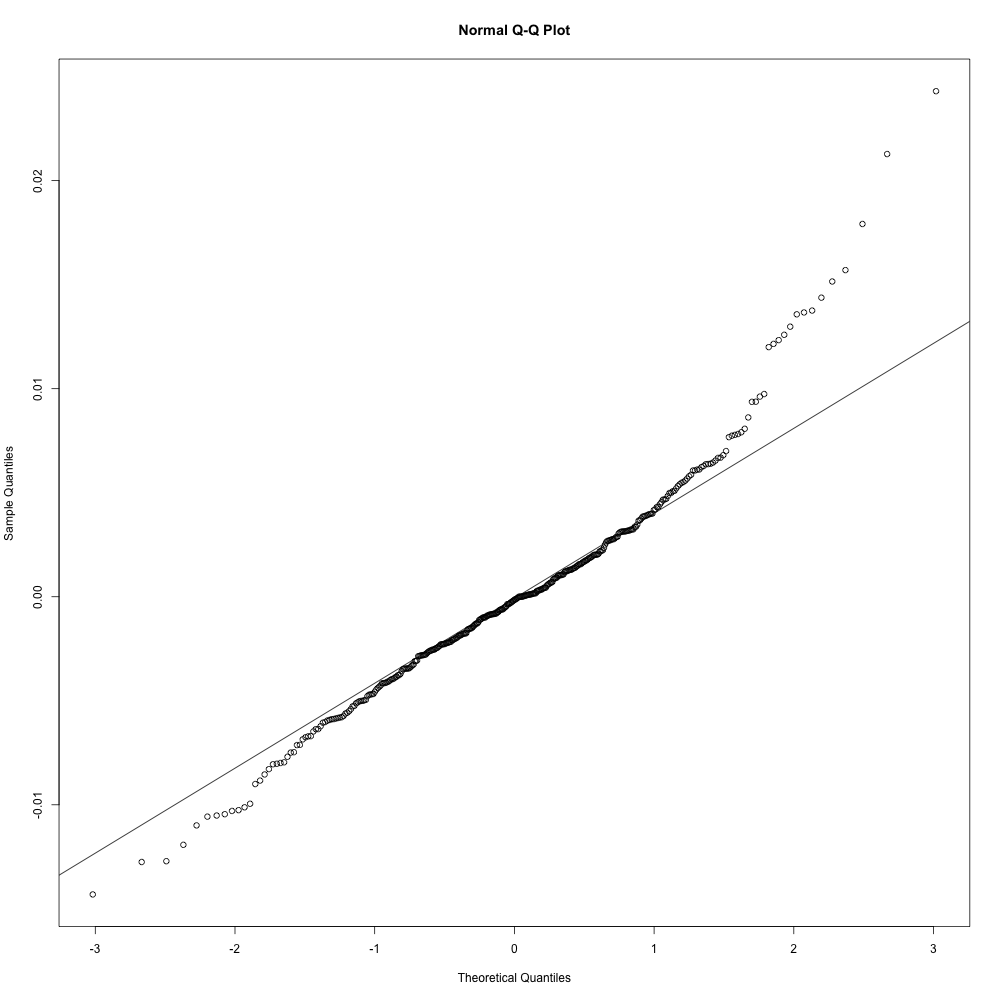 Normal Q-Q Plot
Sample Quantiles
0.02
0.01
0.00
-0.01
-3 -2 -1 0 1 2 3
Theoretical Quantiles